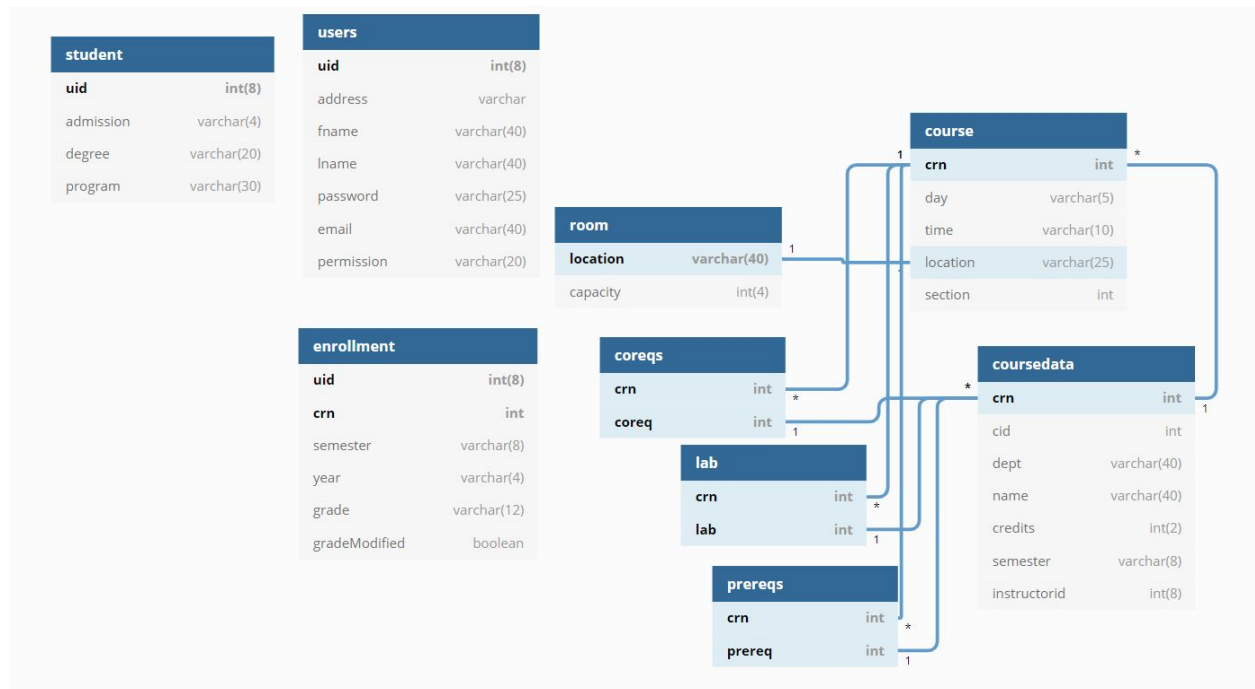 student
uid int(8)
admission varchar(4)
degree varchar(20)
program varchar(30)
users
uid int(8)
address varchar
fname varchar(40)
lname varchar(40)
password varchar(25)
email varchar(40)
permission varchar(20)
room
location varchar(40)
capacity int(4)
1
course
crn int
day varchar(5)
time varchar(10)
location varchar(25)
section int
1
*
enrollment
uid int(8)
crn int
semester varchar(8)
year varchar(4)
grade varchar(12)
gradeModified boolean
coreqs
crn int
coreq int
*
1
lab
crn int
lab int
*
1
prereqs
crn int
prereq int
*
1
coursedata
crn int
cid int
dept varchar(40)
name varchar(40)
credits int(2)
semester varchar(8)
instructorid int(8)
*
1